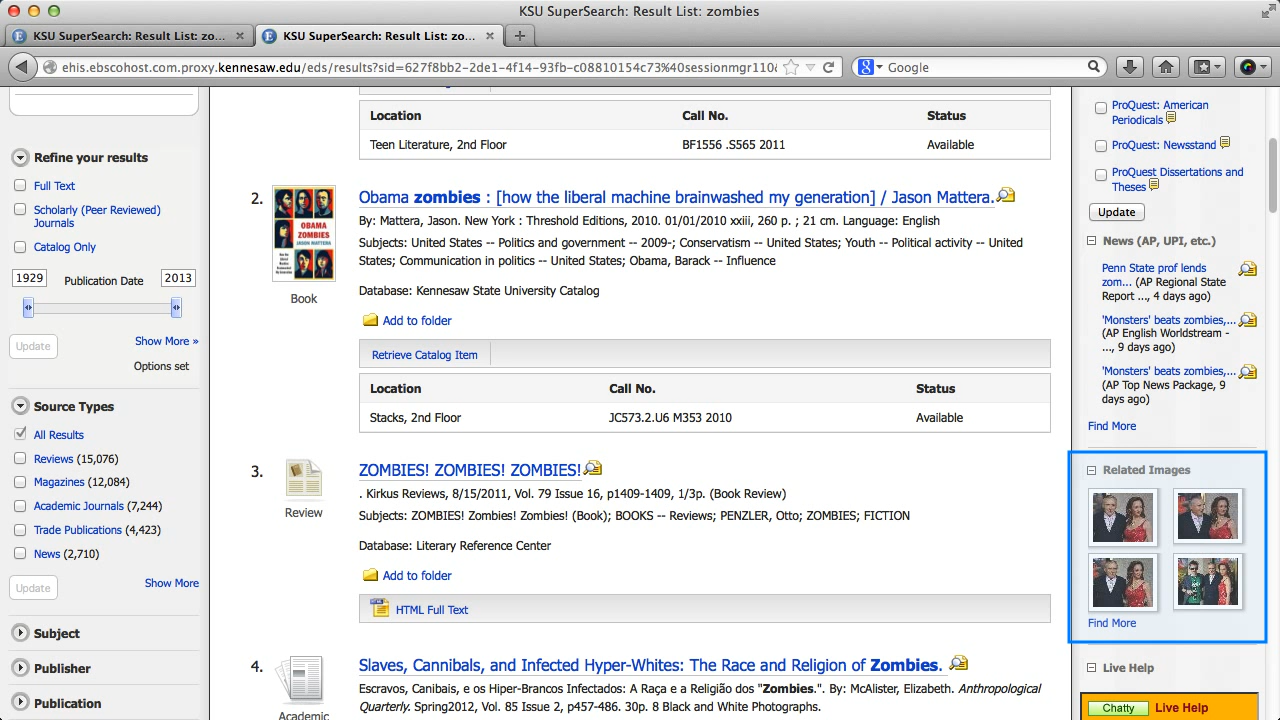 KSU SuperSearch: Result List: zombies
KSU SuperSearch: Result List: zo...
KSU SuperSearch: Result List: zo...
ehis.ebscohost.com.proxy.kennesaw.edu/eds/results?sid=627f8bb2-2de1-4f14-93fb-c08810154c73%40sessionmgr110&
Google
Refine your results
Full Text
Scholarly (Peer Reviewed)
Journals
Catalog Only
1929
Publication Date
2013
Update
Show More »
Options set
Source Types
All Results
Reviews (15,076)
Magazines (12,084)
Academic Journals (7,244)
Trade Publications (4,423)
News (2,710)
Update
Show More
Subject
Publisher
Publication
Location Call No. Status
Teen Literature, 2nd Floor BF1556 .S565 2011 Available
2.
OBAMA
ZOMBIES
JASON MATTERA
Book
Obama zombies : [how the liberal machine brainwashed my generation] / Jason Mattera.
By: Mattera, Jason. New York : Threshold Editions, 2010. 01/01/2010 xxiii, 260 p. ; 21 cm. Language: English
Subjects: United States -- Politics and government -- 2009-; Conservatism -- United States; Youth -- Political activity -- United
States; Communication in politics -- United States; Obama, Barack -- Influence
Database: Kennesaw State University Catalog
Add to folder
Retrieve Catalog Item
Location Call No. Status
Stacks, 2nd Floor JC573.2.U6 M353 2010 Available
3.
Review
ZOMBIES! ZOMBIES! ZOMBIES!
. Kirkus Reviews, 8/15/2011, Vol. 79 Issue 16, p1409-1409, 1/3p. (Book Review)
Subjects: ZOMBIES! Zombies! Zombies! (Book); BOOKS -- Reviews; PENZLER, Otto; ZOMBIES; FICTION
Database: Literary Reference Center
Add to folder
HTML Full Text
4.
Academic
Slaves, Cannibals, and Infected Hyper-Whites: The Race and Religion of Zombies.
Escravos, Canibais, e os Hiper-Brancos Infectados: A Raça e a Religião dos "Zombies.". By: McAlister, Elizabeth. Anthropological
Quarterly. Spring2012, Vol. 85 Issue 2, p457-486. 30p. 8 Black and White Photographs.
ProQuest: American
Periodicals
ProQuest: Newsstand
ProQuest Dissertations and
Theses
Update
News (AP, UPI, etc.)
Penn State prof lends
zom... (AP Regional State
Report ..., 4 days ago)
'Monsters' beats zombies,...
(AP English Worldstream -
..., 9 days ago)
'Monsters' beats zombies,...
(AP Top News Package, 9
days ago)
Find More
Related Images
Find More
Live Help
Chatty Live Help